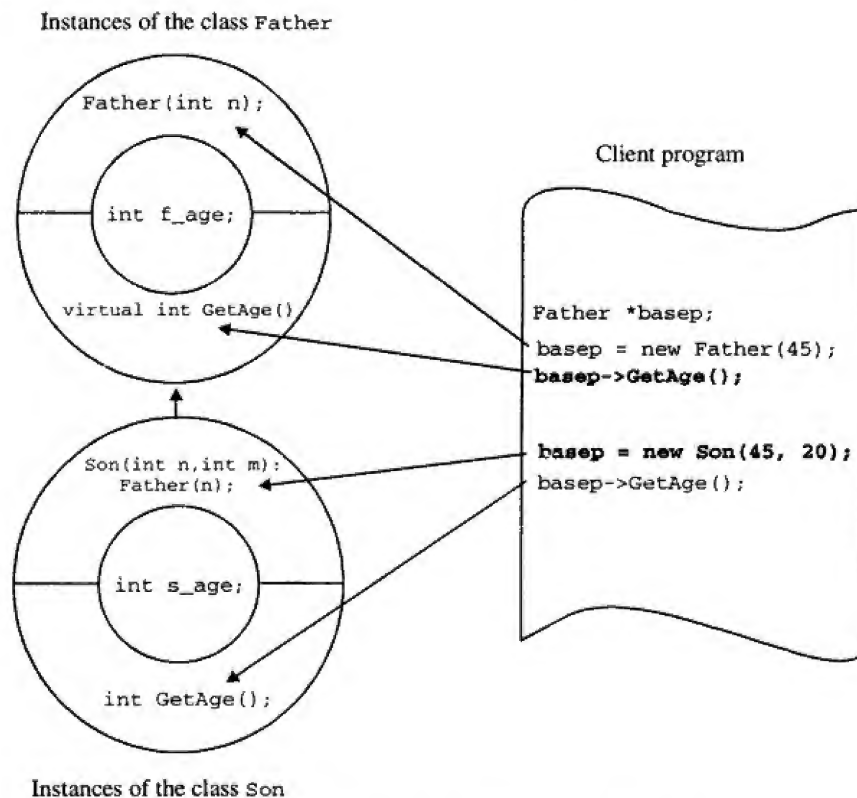 Instances of the class Father
Father(int n);
int f_age;
virtual int GetAge()
Client program
Father *basep;
basep = new Father(45);
basep->GetAge();
basep = new Son(45, 20);
basep->GetAge();
Son(int n,int m):
Father(n);
int s_age;
int GetAge();
Instances of the class Son